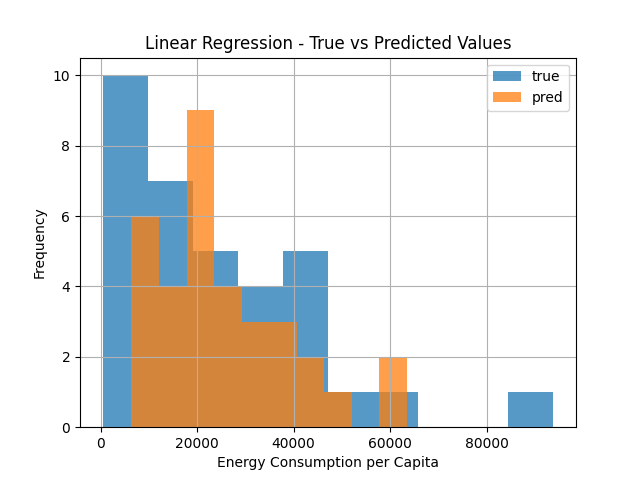 Linear Regression - True vs Predicted Values
true
pred
10
8
6
4
2
0
Frequency
0 20000 40000 60000 80000
Energy Consumption per Capita